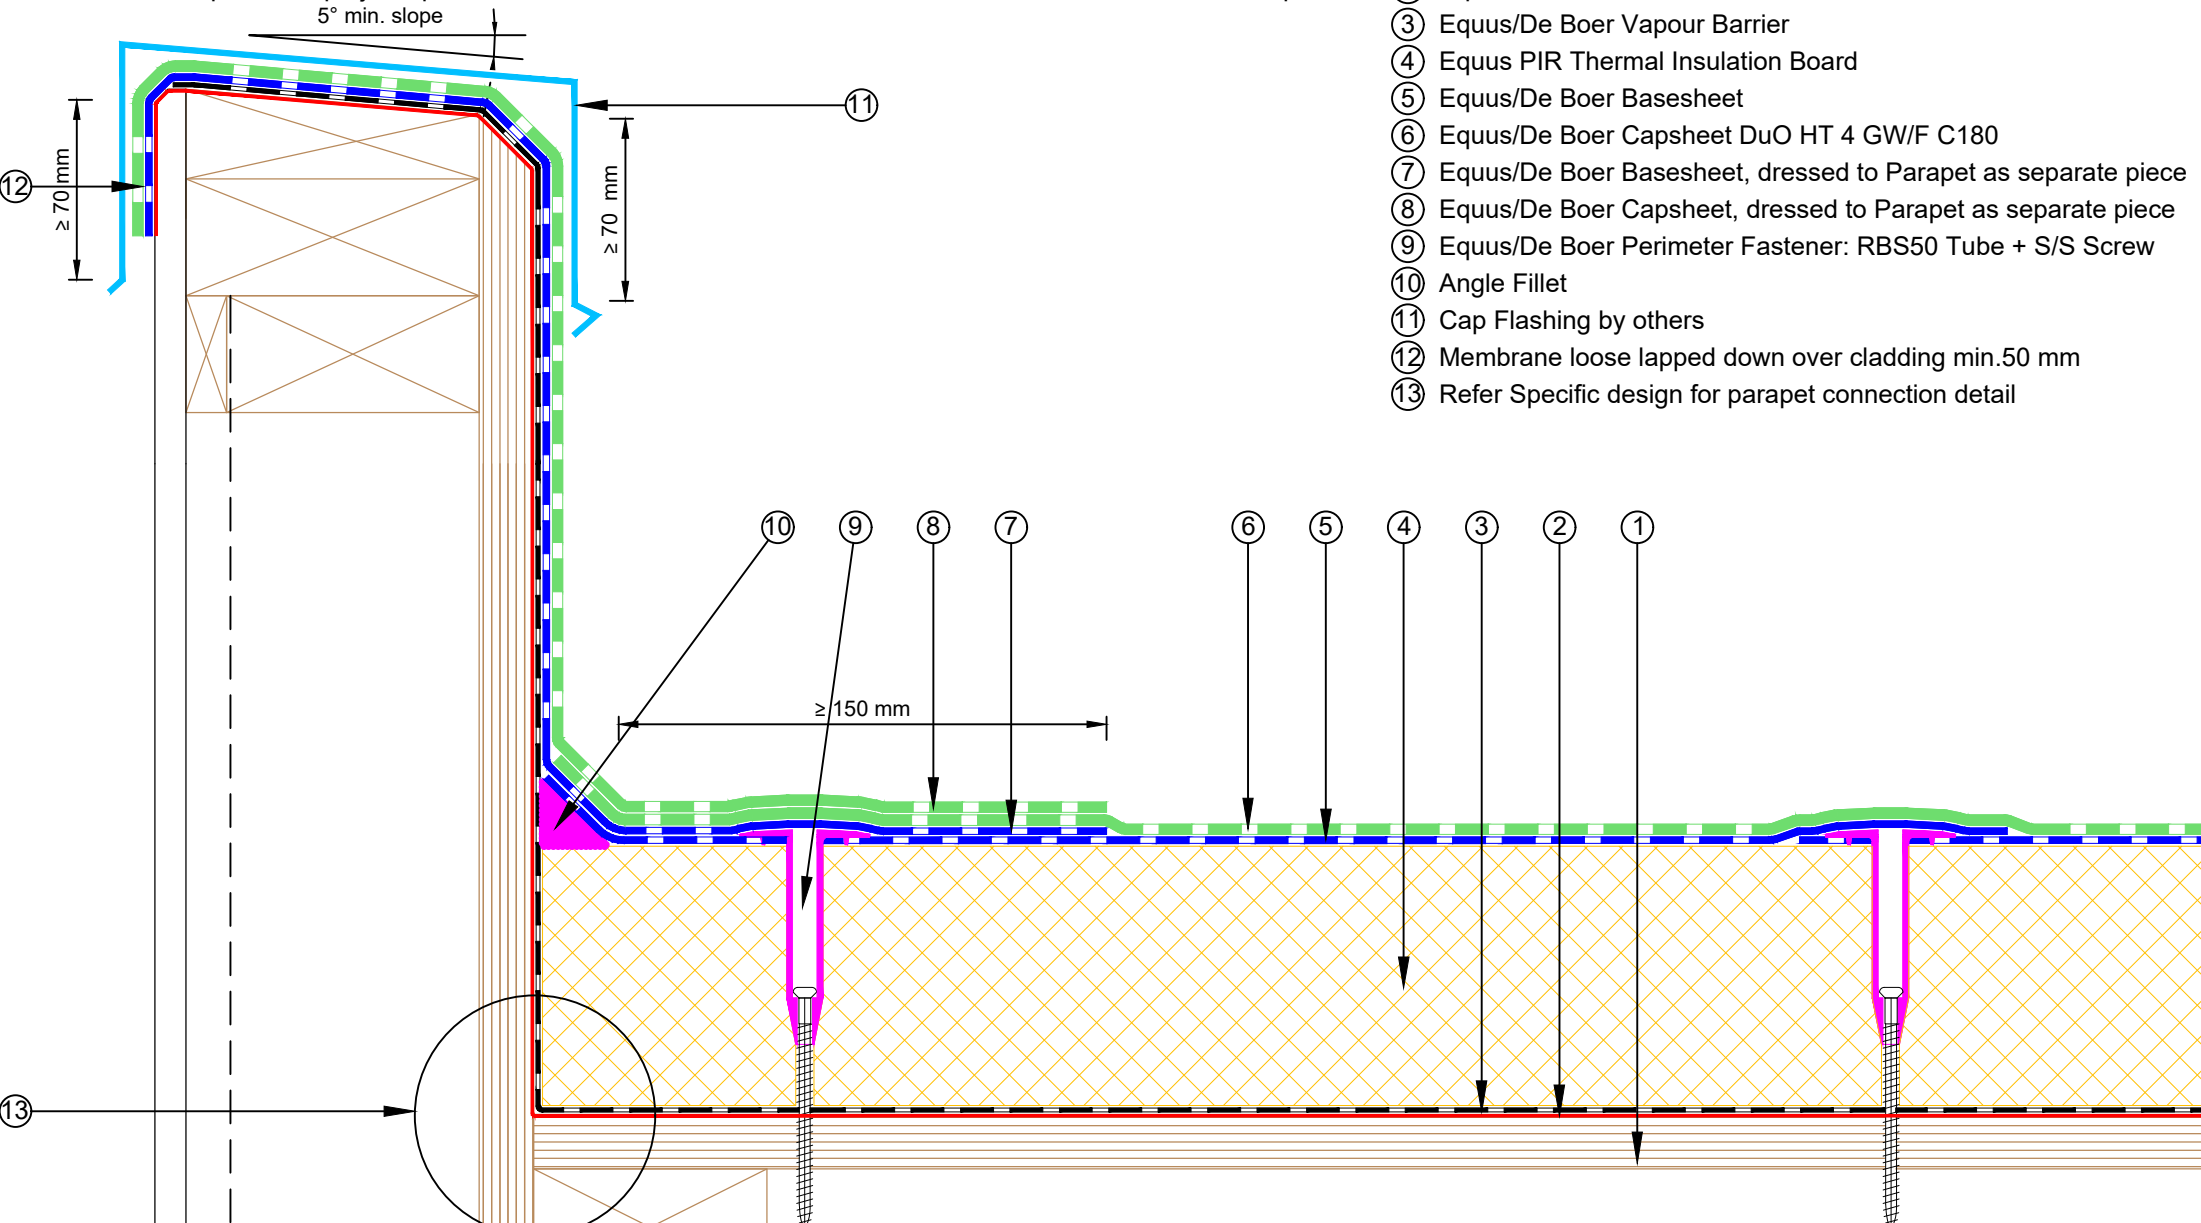 5° min. slope
③ Equus/De Boer Vapour Barrier
④ Equus PIR Thermal Insulation Board
⑤ Equus/De Boer Basesheet
⑥ Equus/De Boer Capsheet DuO HT 4 GW/F C180
⑦ Equus/De Boer Basesheet, dressed to Parapet as separate piece
⑧ Equus/De Boer Capsheet, dressed to Parapet as separate piece
⑨ Equus/De Boer Perimeter Fastener: RBS50 Tube + S/S Screw
⑩ Angle Fillet
⑪ Cap Flashing by others
⑫ Membrane loose lapped down over cladding min.50 mm
⑬ Refer Specific design for parapet connection detail
⑪
⑫
≥ 70 mm
≥ 70 mm
⑩ ⑨ ⑧ ⑦ ⑥ ⑤ ④ ③ ② ①
≥ 150 mm
⑬